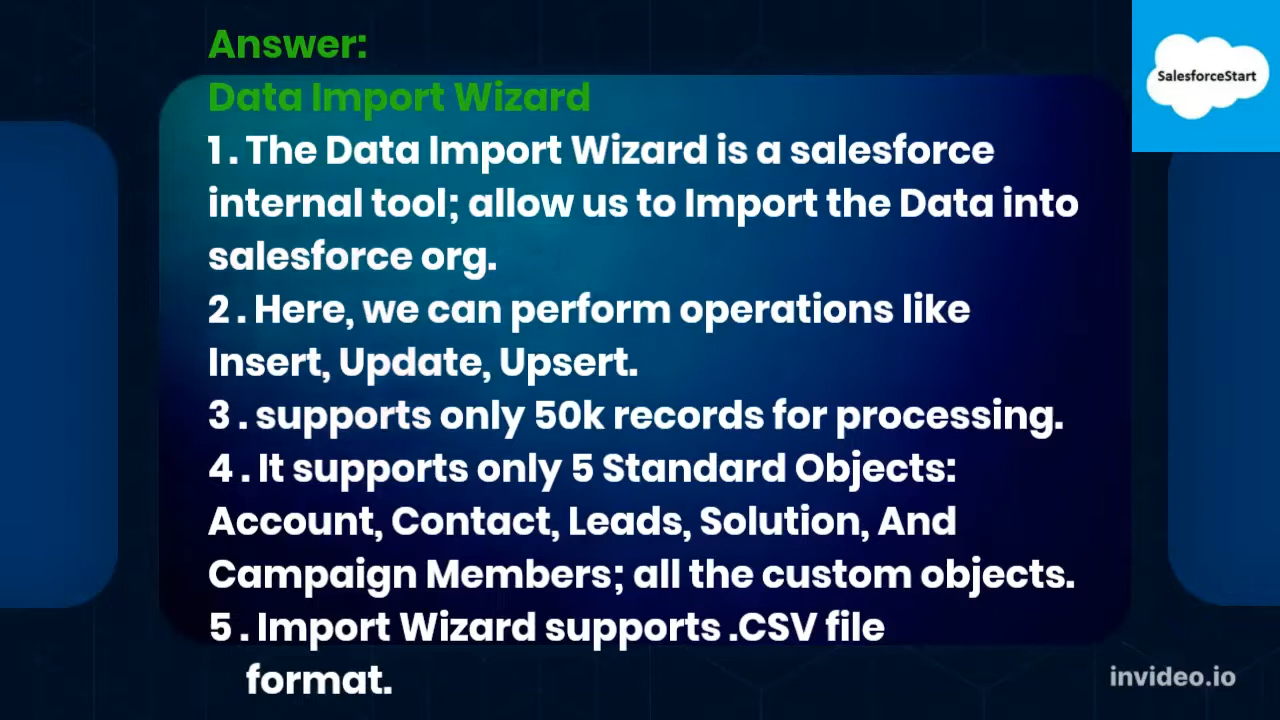 Answer:
SalesforceStart
Data Import Wizard
1 . The Data Import Wizard is a salesforce
internal tool; allow us to Import the Data into
salesforce org.
2 . Here, we can perform operations like
Insert, Update, Upsert.
3 . supports only 50k records for processing.
4 . It supports only 5 Standard Objects:
Account, Contact, Leads, Solution, And
Campaign Members; all the custom objects.
5 . Import Wizard supports .CSV file
format.
invideo.io